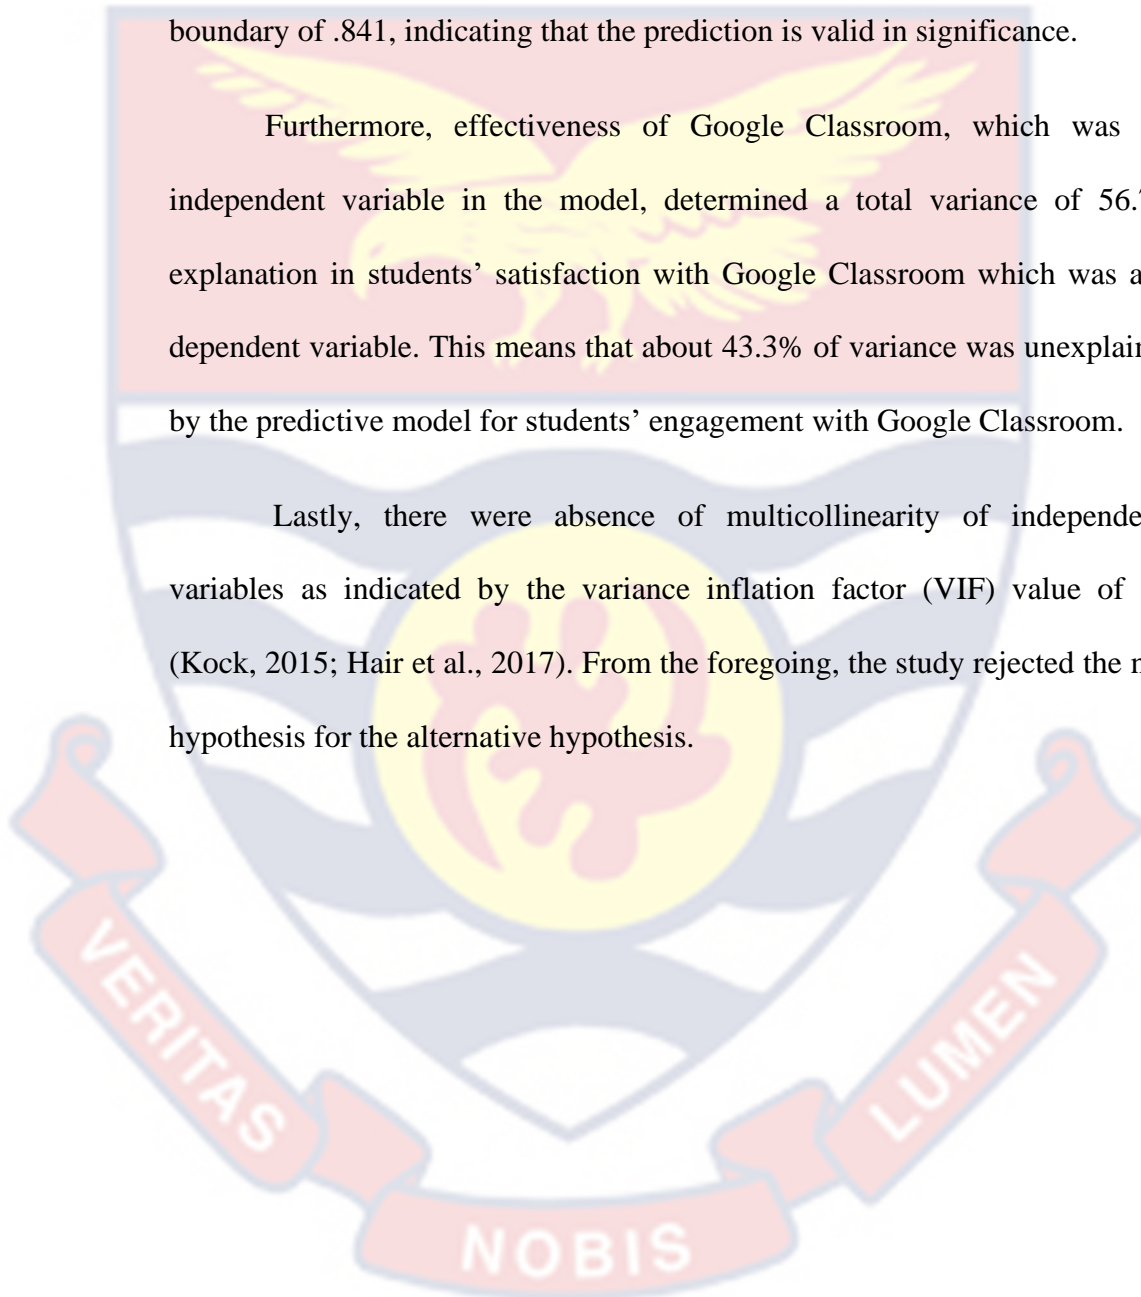 boundary of .841, indicating that the prediction is valid in significance.
Furthermore, effectiveness of Google Classroom, which was
independent variable in the model, determined a total variance of 56.
explanation in students’ satisfaction with Google Classroom which was a
dependent variable. This means that about 43.3% of variance was unexplain
by the predictive model for students’ engagement with Google Classroom.
Lastly, there were absence of multicollinearity of independe
variables as indicated by the variance inflation factor (VIF) value of
(Kock, 2015; Hair et al., 2017). From the foregoing, the study rejected the
hypothesis for the alternative hypothesis.
VERITAS
NOBIS
LUMEN